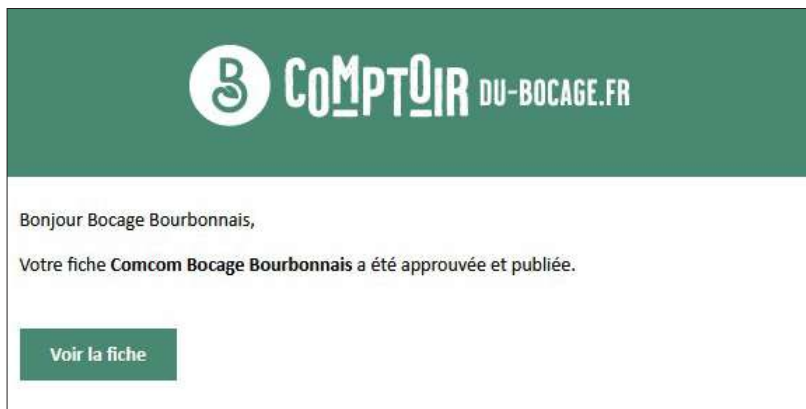 B COMPTOIR DU-BOCAGE.FR
Bonjour Bocage Bourbonnais,
Votre fiche Comcom Bocage Bourbonnais a été approuvée et publiée.
Voir la fiche